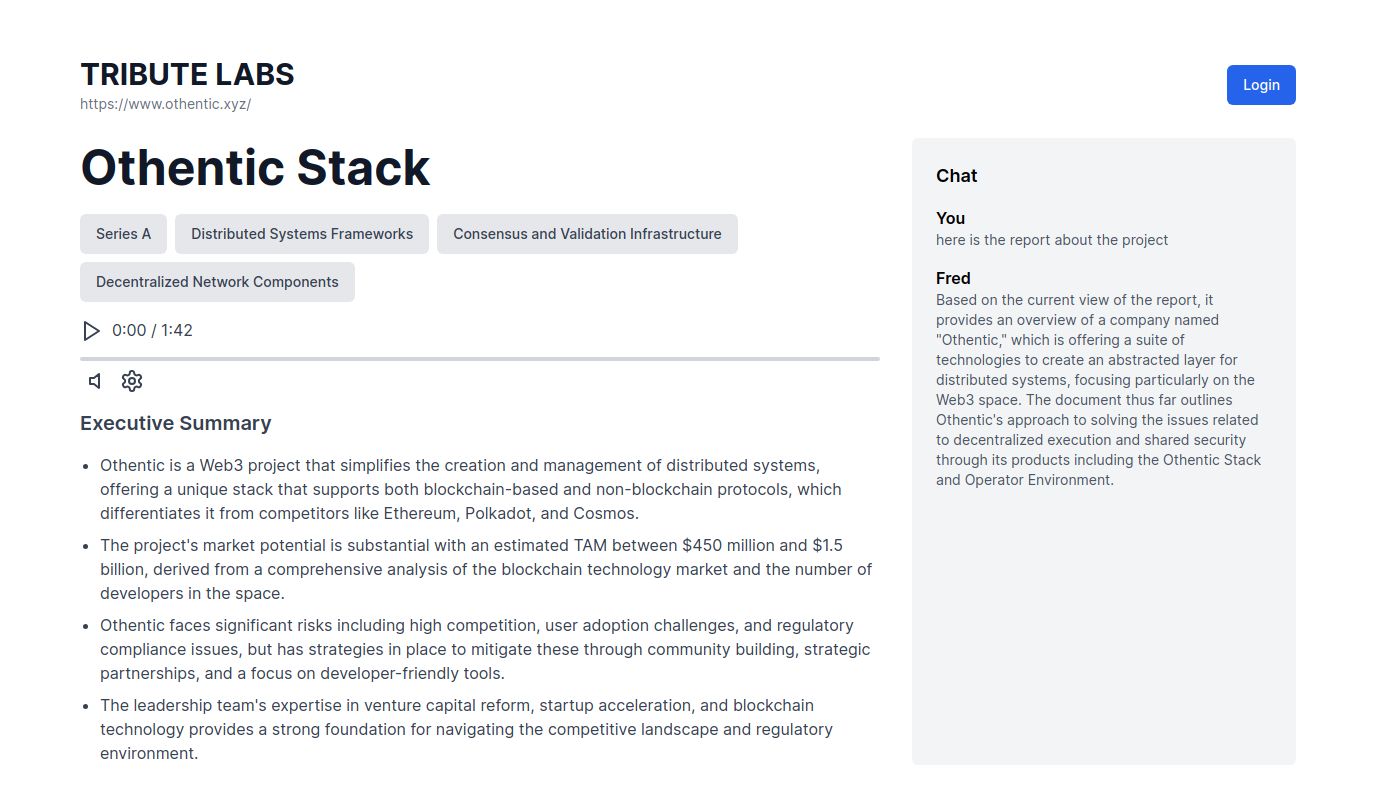 TRIBUTE LABS
https://www.othentic.xyz/
Login
Othentic Stack
Series A
Distributed Systems Frameworks
Consensus and Validation Infrastructure
Decentralized Network Components
0:00 / 1:42
Executive Summary
• Othentic is a Web3 project that simplifies the creation and management of distributed systems,
offering a unique stack that supports both blockchain-based and non-blockchain protocols, which
differentiates it from competitors like Ethereum, Polkadot, and Cosmos.
• The project's market potential is substantial with an estimated TAM between $450 million and $1.5
billion, derived from a comprehensive analysis of the blockchain technology market and the number of
developers in the space.
• Othentic faces significant risks including high competition, user adoption challenges, and regulatory
compliance issues, but has strategies in place to mitigate these through community building, strategic
partnerships, and a focus on developer-friendly tools.
• The leadership team's expertise in venture capital reform, startup acceleration, and blockchain
technology provides a strong foundation for navigating the competitive landscape and regulatory
environment.
Chat
You
here is the report about the project
Fred
Based on the current view of the report, it
provides an overview of a company named
"Othentic," which is offering a suite of
technologies to create an abstracted layer for
distributed systems, focusing particularly on the
Web3 space. The document thus far outlines
Othentic's approach to solving the issues related
to decentralized execution and shared security
through its products including the Othentic Stack
and Operator Environment.